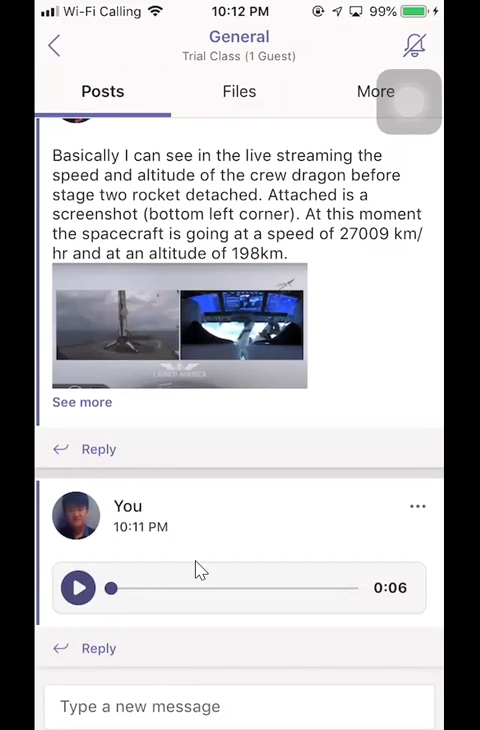 Wi-Fi Calling 10:12 PM 99%
General
Trial Class (1 Guest)
Posts Files More
Basically I can see in the live streaming the
speed and altitude of the crew dragon before
stage two rocket detached. Attached is a
screenshot (bottom left corner). At this moment
the spacecraft is going at a speed of 27009 km/
hr and at an altitude of 198km.
LAUNCH AMERICA
See more
Reply
You
10:11 PM
0:06
Reply
Type a new message